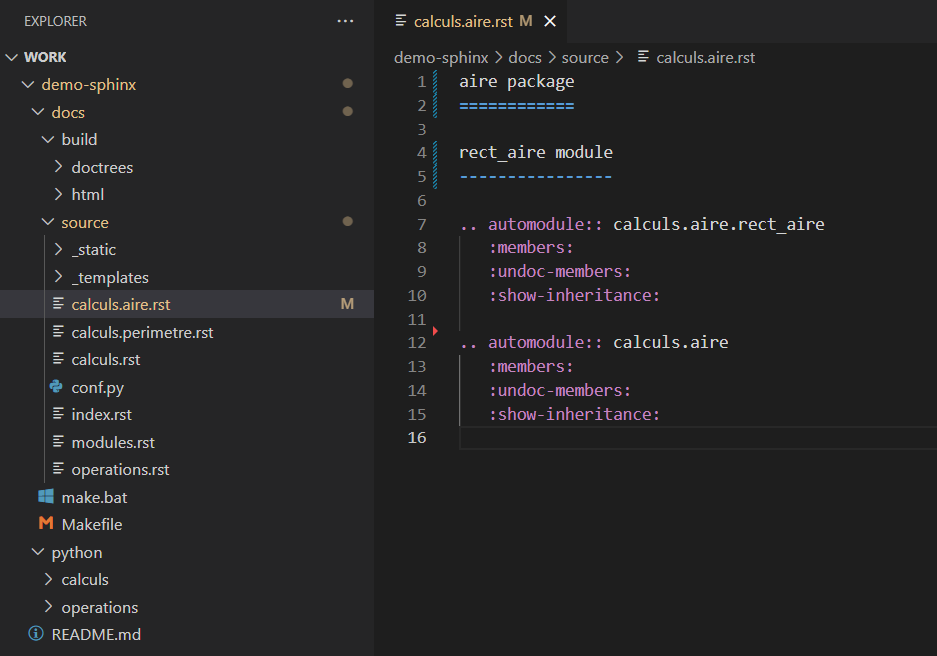 EXPLORER ...
WORK
demo-sphinx
docs
build
doctrees
html
source
_static
_templates
calculs.aire.rst M
calculs.perimetre.rst
calculs.rst
conf.py
index.rst
modules.rst
operations.rst
make.bat
M Makefile
python
calculs
operations
README.md
calculs.aire.rst M
demo-sphinx > docs > source > calculs.aire.rst
1 aire package
2 ============
3
4 rect_aire module
5 ----------------
6
7 .. automodule:: calculs.aire.rect_aire
8 :members:
9 :undoc-members:
10 :show-inheritance:
11
12 .. automodule:: calculs.aire
13 :members:
14 :undoc-members:
15 :show-inheritance:
16